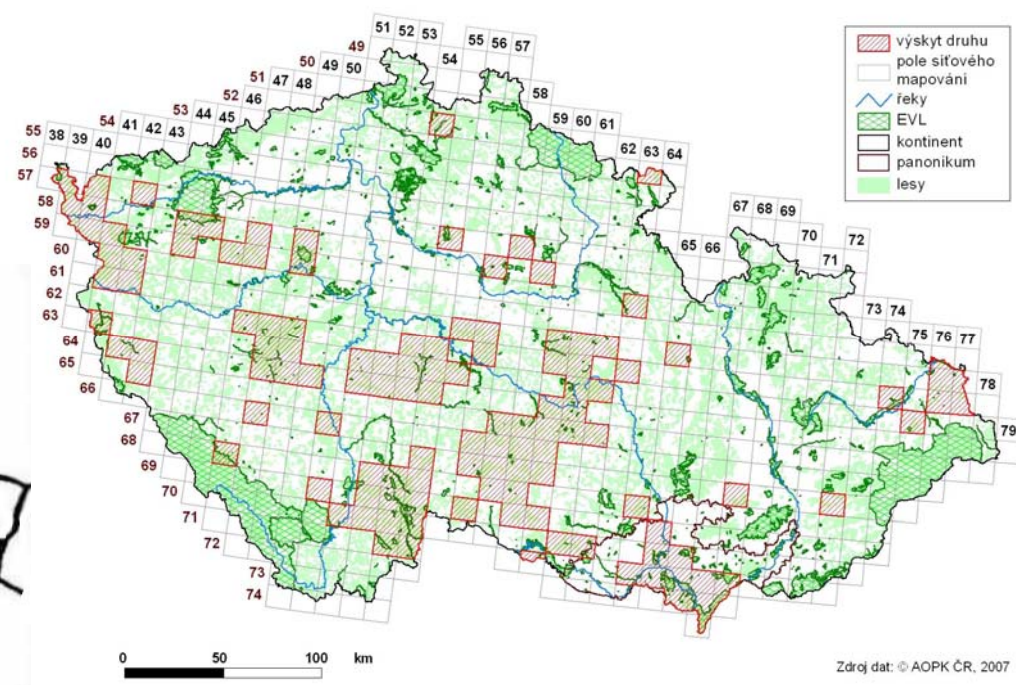 51 52 53
49
55 56 57
50 49 50
54
51 47 48
58
52 46
53 44 45
59 60 61
54 41 42 43
55 38 39 40
62 63 64
56
57
58
59
60
61
62
63
64
65
66
67
68
69
70
71
72
73
74
65 66
67 68 69
70
71
72
73 74
75 76 77
78
79
výskyt druhu
pole síťového
mapování
řeky
EVL
kontinent
panonikum
lesy
0 50 100 km
Zdroj dat: © AOPK ČR, 2007